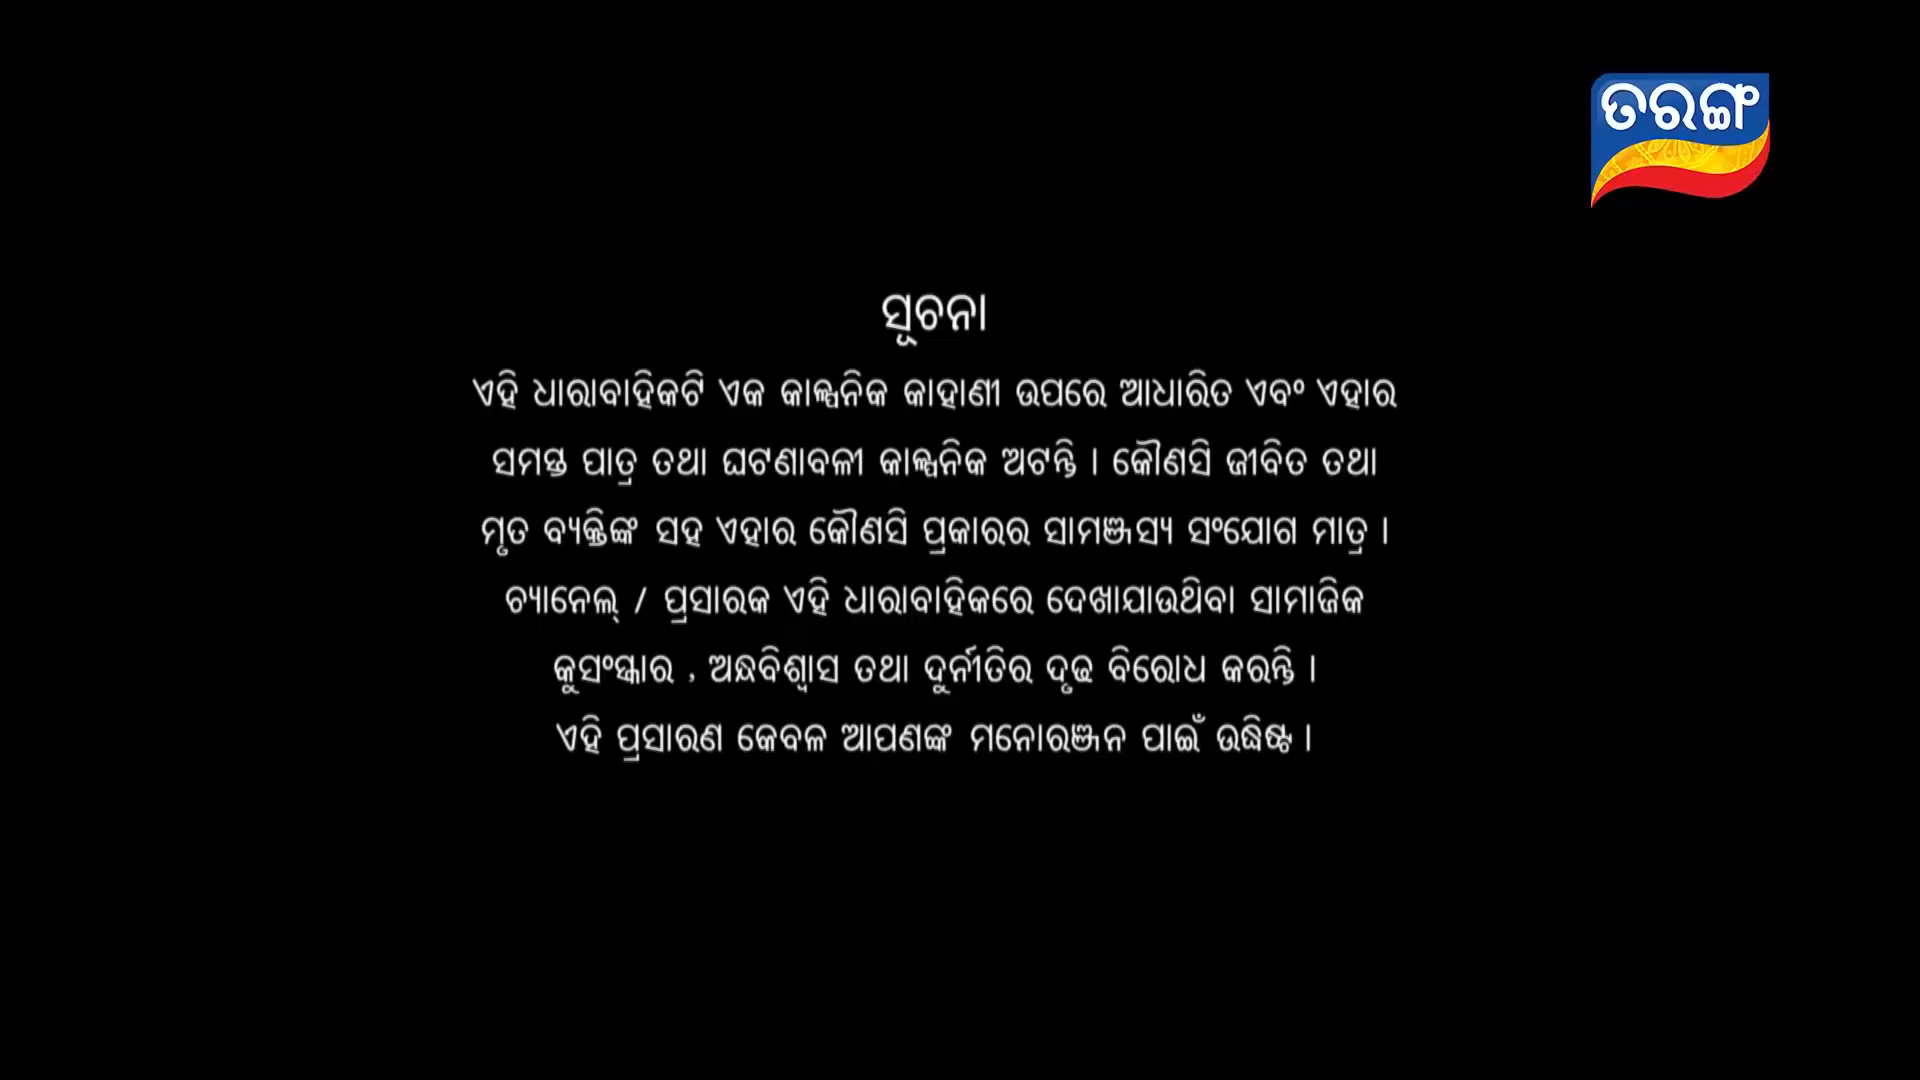 ତରଙ୍ଗ
ସୂଚନା
ଏହି ଧାରାବାହିକଟି ଏକ କାଳ୍ପନିକ କାହାଣୀ ଉପରେ ଆଧାରିତ ଏବଂ ଏହାର
ସମସ୍ତ ପାତ୍ର ତଥା ଘଟଣାବଳୀ କାଳ୍ପନିକ ଅଟନ୍ତି । କୌଣସି ଜୀବିତ ତଥା
ମୃତ ବ୍ୟକ୍ତିଙ୍କ ସହ ଏହାର କୌଣସି ପ୍ରକାରର ସାମଞ୍ଜସ୍ୟ ସଂଯୋଗ ମାତ୍ର ।
ଚ୍ୟାନେଲ୍ / ପ୍ରସାରକ ଏହି ଧାରାବାହିକରେ ଦେଖାଯାଉଥିବା ସାମାଜିକ
କୁସଂସ୍କାର , ଅନ୍ଧବିଶ୍ୱାସ ତଥା ଦୁର୍ନୀତିର ଦୃଢ ବିରୋଧ କରନ୍ତି ।
ଏହି ପ୍ରସାରଣ କେବଳ ଆପଣଙ୍କ ମନୋରଞ୍ଜନ ପାଇଁ ଉଦ୍ଧିଷ୍ଟ ।